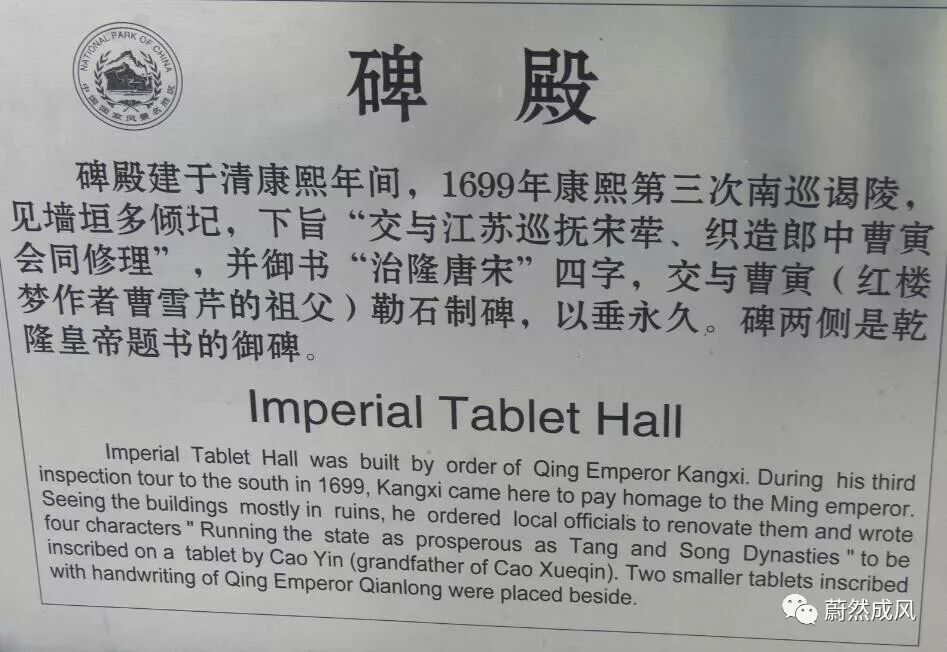 NATIONAL PARK OF CHINA
中国国家风景名胜区
碑 殿
碑殿建于清康熙年间，1699年康熙第三次南巡谒陵，
见墙垣多倾圮，下旨“交与江苏巡抚宋荦、织造郎中曹寅
会同修理”，并御书“治隆唐宋”四字，交与曹寅（红楼
梦作者曹雪芹的祖父）勒石制碑，以垂永久。碑两侧是乾
隆皇帝题书的御碑。
Imperial Tablet Hall
Imperial Tablet Hall was built by order of Qing Emperor Kangxi. During his third
inspection tour to the south in 1699, Kangxi came here to pay homage to the Ming emperor.
Seeing the buildings mostly in ruins, he ordered local officials to renovate them and wrote
four characters " Running the state as prosperous as Tang and Song Dynasties " to be
inscribed on a tablet by Cao Yin (grandfather of Cao Xueqin). Two smaller tablets inscribed
with handwriting of Qing Emperor Qianlong were placed beside.
蔚然成风